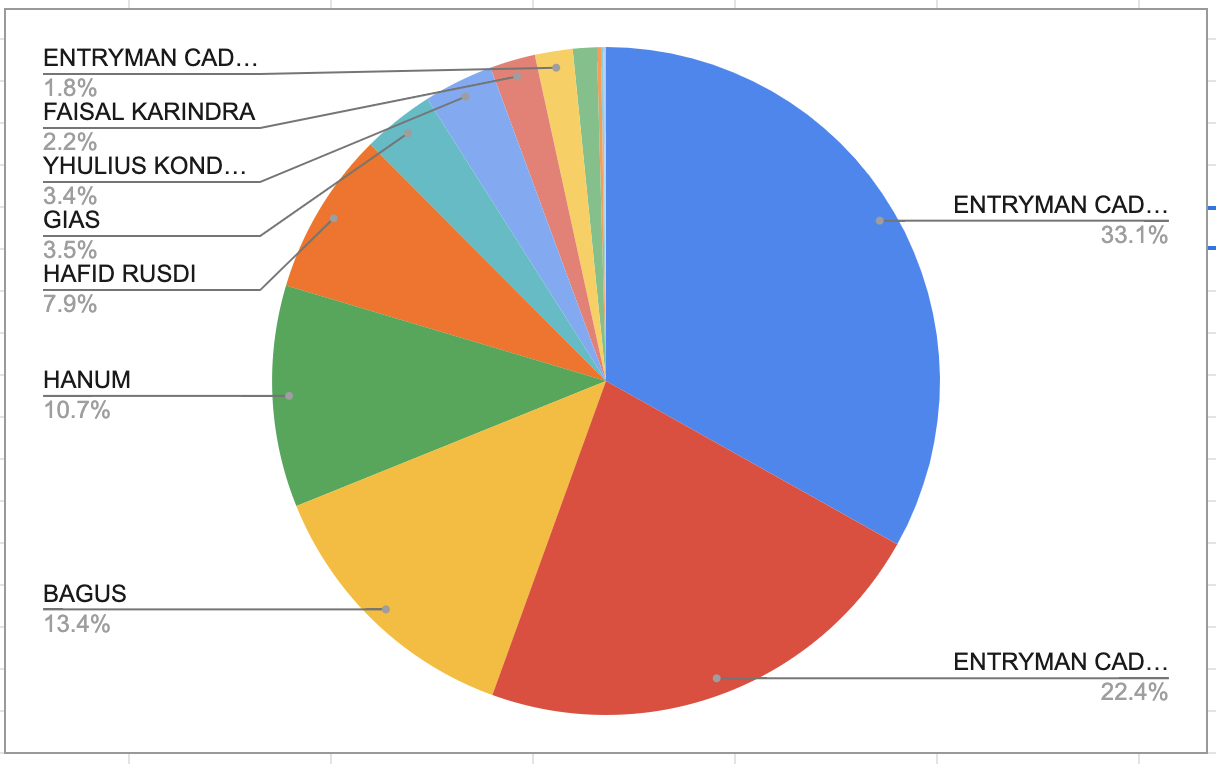 ENTRYMAN CAD…
1.8%
FAISAL KARINDRA
2.2%
YHULIUS KOND…
3.4%
GIAS
3.5%
HAFID RUSDI
7.9%
HANUM
10.7%
BAGUS
13.4%
ENTRYMAN CAD…
33.1%
ENTRYMAN CAD…
22.4%